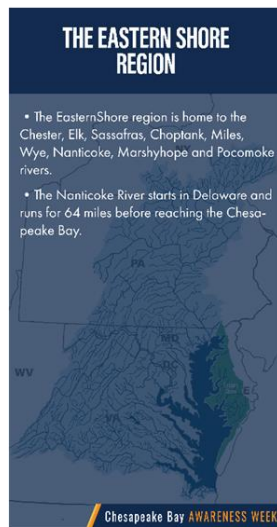 THE EASTERN SHORE
REGION
• The EasternShore region is home to the
Chester, Elk, Sassafras, Choptank, Miles,
Wye, Nanticoke, Marshyhope and Pocomoke
rivers.
• The Nanticoke River starts in Delaware and
runs for 64 miles before reaching the Chesa-
peake Bay.
NY
PA
MD
WV
DC
VA
Chesapeake Bay AWARENESS WEEK